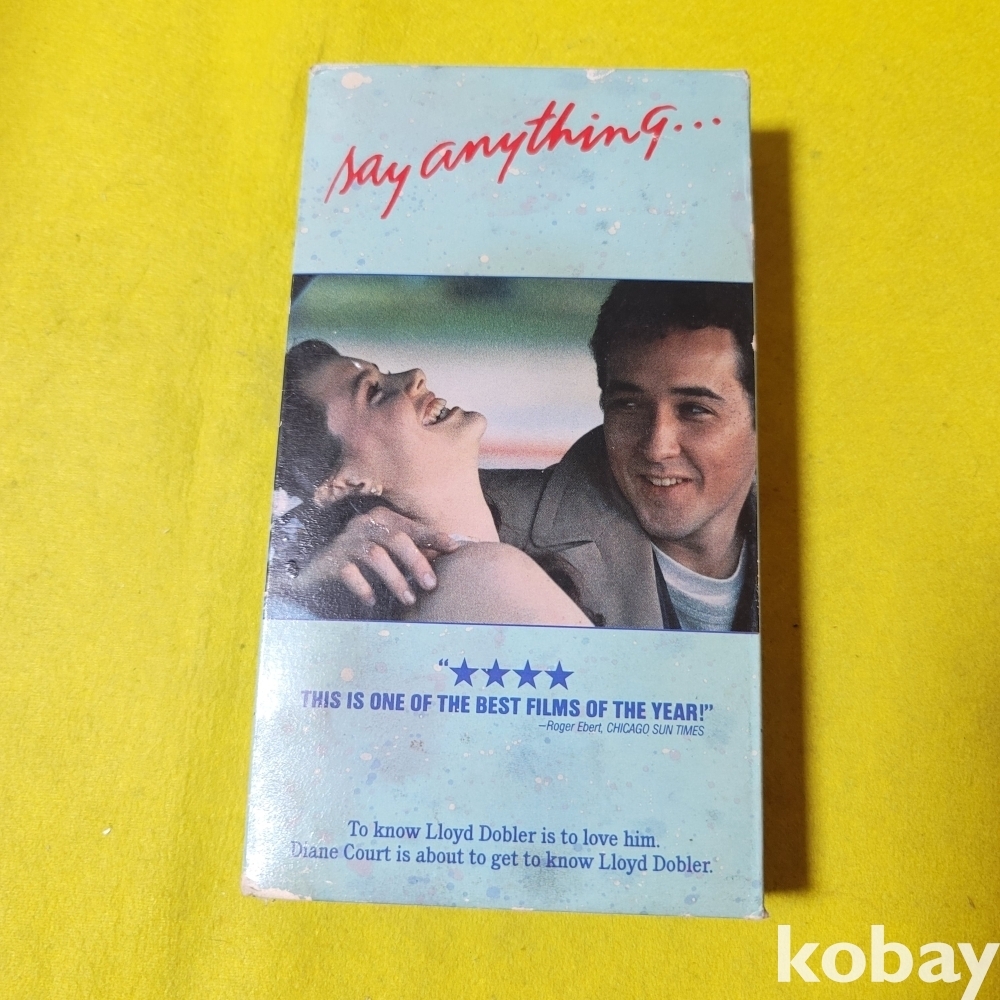 say anything...
“★★★★
THIS IS ONE OF THE BEST FILMS OF THE YEAR!”
–Roger Ebert, CHICAGO SUN TIMES
To know Lloyd Dobler is to love him.
Diane Court is about to get to know Lloyd Dobler.
kobay